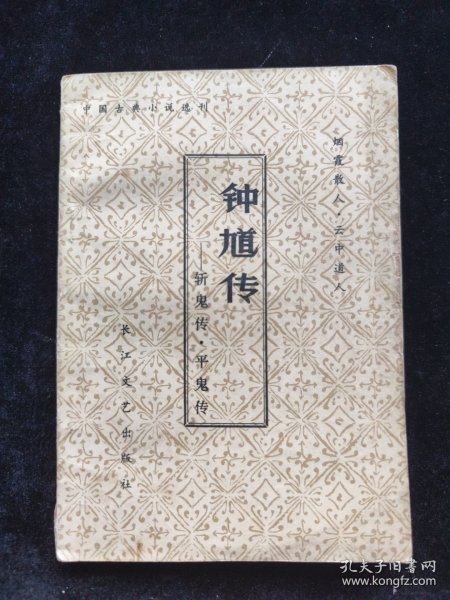 中国古典小说选刊
烟霞散人·云中道人
钟馗传
——斩鬼传·平鬼传
长江文艺出版社
孔夫子旧书网
www.kongfz.com